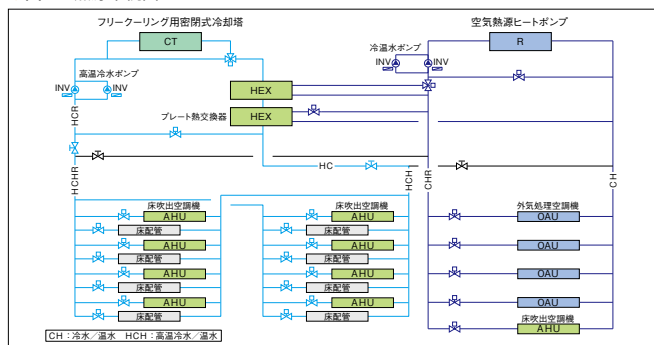 フリークーリング用密閉式冷却塔
空気熱源ヒートポンプ
CT
R
冷温水ポンプ
高温冷水ポンプ
INV
INV
INV
INV
HEX
プレート熱交換器
HEX
HCR
HC
HCHR
HCH
CHR
CH
床吹出空調機
床吹出空調機
外気処理空調機
AHU
AHU
OAU
床配管
床配管
AHU
AHU
OAU
床配管
床配管
AHU
AHU
OAU
床配管
床配管
AHU
AHU
OAU
床配管
床配管
床吹出空調機
AHU
CH：冷水／温水 HCH：高温冷水／温水